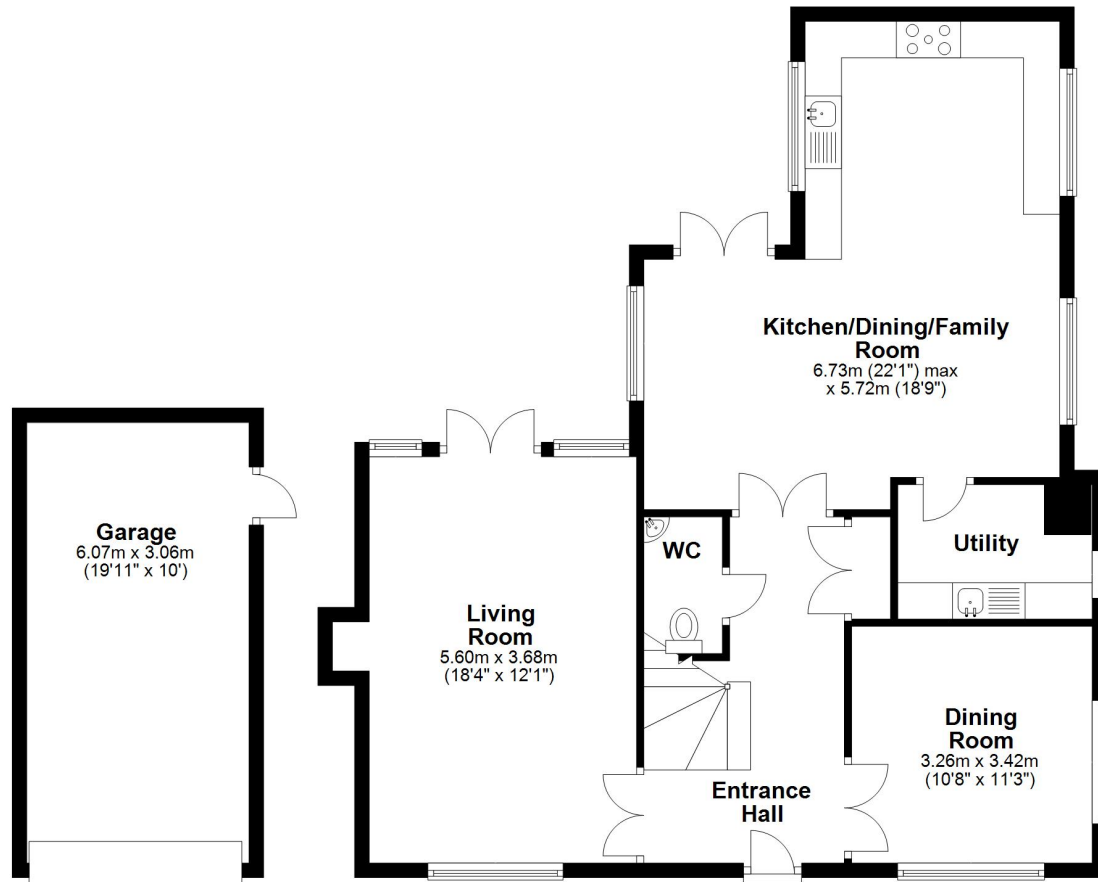 Kitchen/Dining/Family
Room
6.73m (22'1") max
x 5.72m (18'9")
Garage
6.07m x 3.06m
(19'11" x 10')
WC
Utility
Living
Room
5.60m x 3.68m
(18'4" x 12'1")
Dining
Room
3.26m x 3.42m
(10'8" x 11'3")
Entrance
Hall